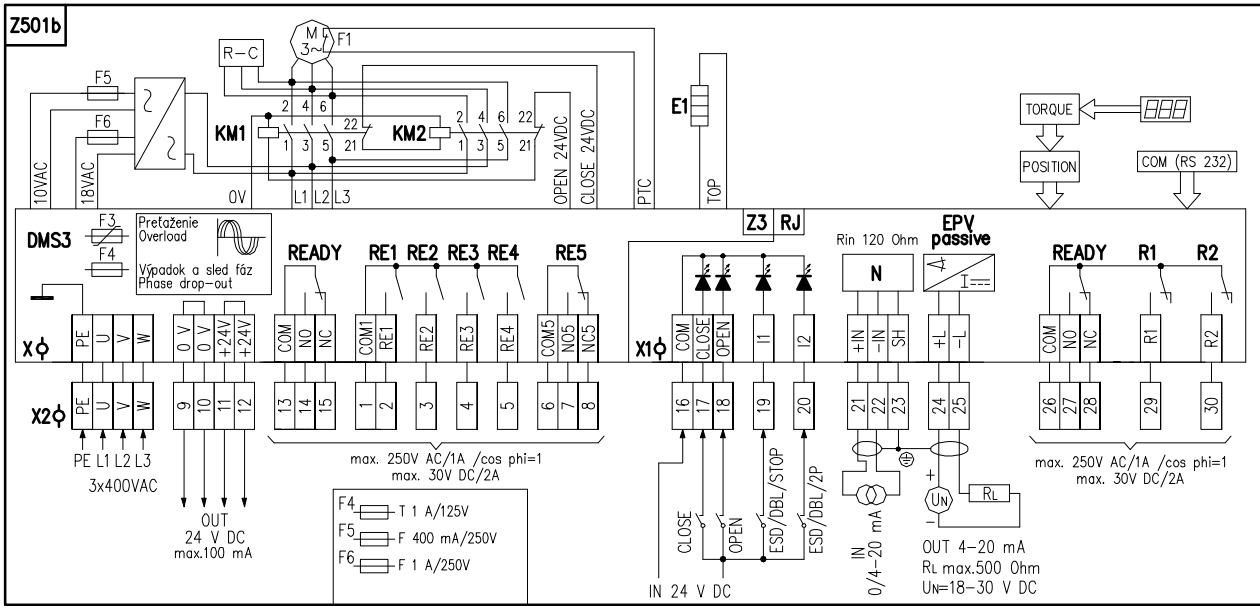 Z501b
M
3~
F1
R-C
F5
F6
2 4 6
KM1
1 3 5
22
21
KM2
2 4 6
1 3 5
22
21
E1
TORQUE
POSITION
COM (RS 232)
10VAC
18VAC
0V
L1 L2 L3
OPEN 24VDC
CLOSE 24VDC
PTC
TOP
DMS3
F3
F4
Preťaženie
Overload
Výpadok a sled fáz
Phase drop-out
READY
RE1 RE2 RE3 RE4
RE5
Z3 RJ
Rin 120 Ohm
N
EPV
passive
I
READY
R1
R2
X
PE U V W
0 V 0 V +24V +24V
COM NO NC
COM1 RE1
RE2
RE3
RE4
COM5 NO5 NC5
X1
COM CLOSE OPEN
I1
I2
+IN -IN SH
+L -L
COM NO NC
R1
R2
X2
PE U V W
9 10 11 12
13 14 15
1 2
3
4
5
6 7 8
16 17 18
19
20
21 22 23
24 25
26 27 28
29
30
PE L1 L2 L3
3x400VAC
OUT
24 V DC
max.100 mA
max. 250V AC/1A /cos phi=1
max. 30V DC/2A
F4 T 1 A/125V
F5 F 400 mA/250V
F6 F 1 A/250V
CLOSE
OPEN
ESD/DBL/STOP
ESD/DBL/2P
IN 24 V DC
IN
0/4-20 mA
+
UN
-
RL
OUT 4-20 mA
RL max.500 Ohm
UN=18-30 V DC
max. 250V AC/1A /cos phi=1
max. 30V DC/2A